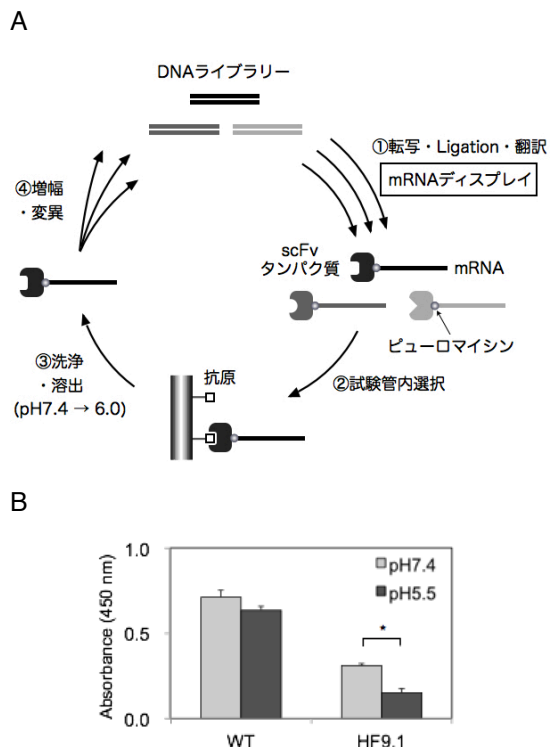 A
DNAライブラリー
①転写・Ligation・翻訳
mRNAディスプレイ
④増幅
・変異
scFv
タンパク質
mRNA
ピューロマイシン
③洗浄
・溶出
(pH7.4 → 6.0)
抗原
②試験管内選択
B
Absorbance (450 nm)
1.0
0.5
0.0
pH7.4
pH5.5
*
WT
HF9.1